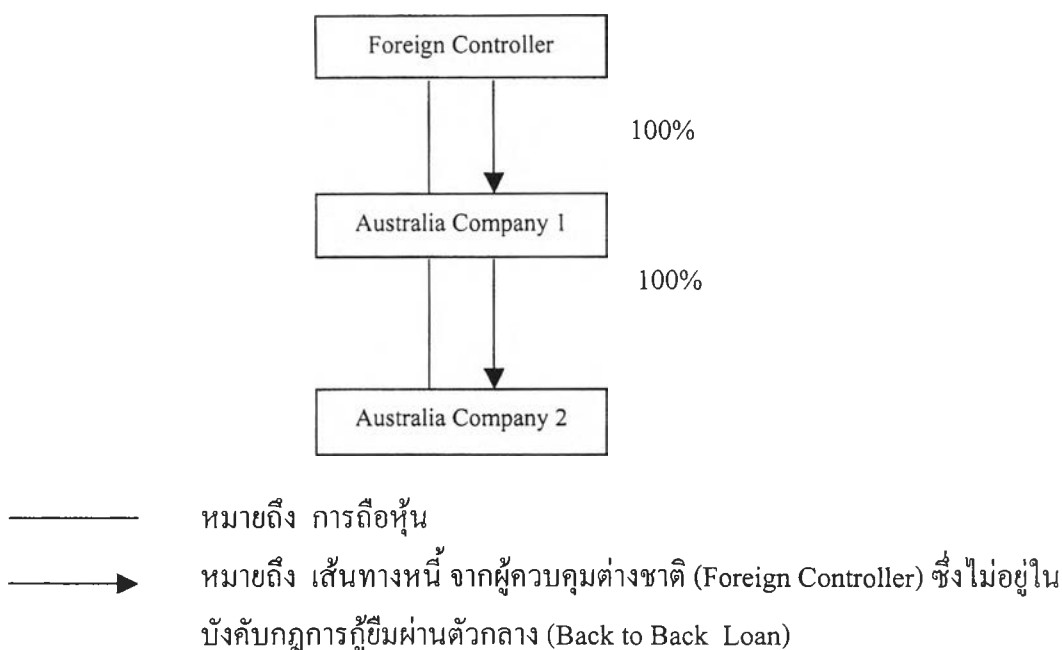 Foreign Controller
100%
Australia Company 1
100%
Australia Company 2
หมายถึง การถือหุ้น
หมายถึง เส้นทางหนี้ จากผู้ควบคุมต่างชาติ (Foreign Controller) ซึ่งไม่อยู่ใน
บังคับกฎการกู้ยืมผ่านตัวกลาง (Back to Back Loan)